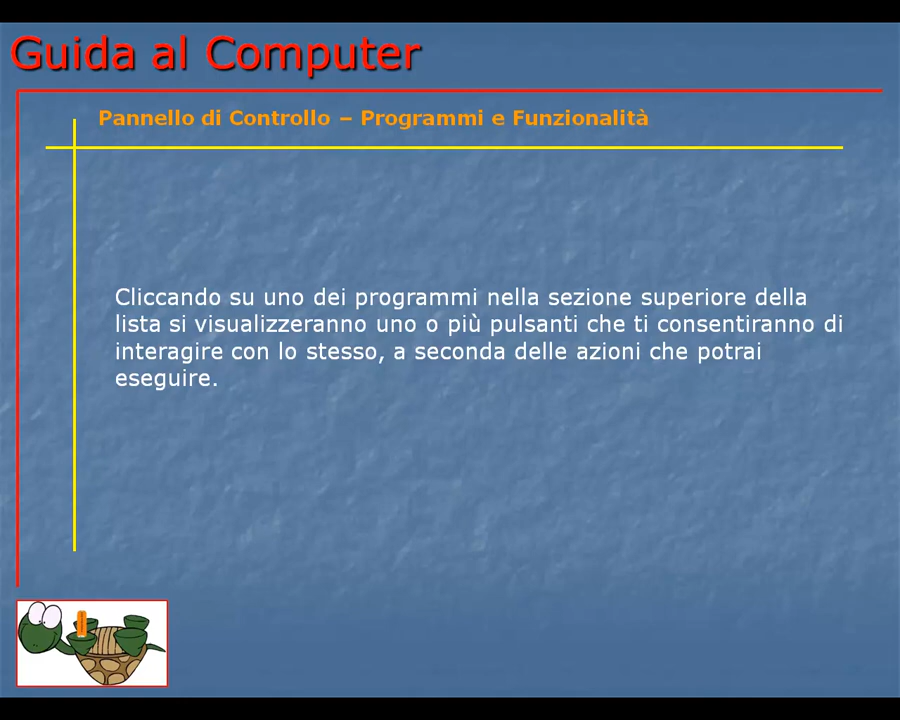 Guida al Computer
Pannello di Controllo – Programmi e Funzionalità
Cliccando su uno dei programmi nella sezione superiore della
lista si visualizzeranno uno o più pulsanti che ti consentiranno di
interagire con lo stesso, a seconda delle azioni che potrai
eseguire.